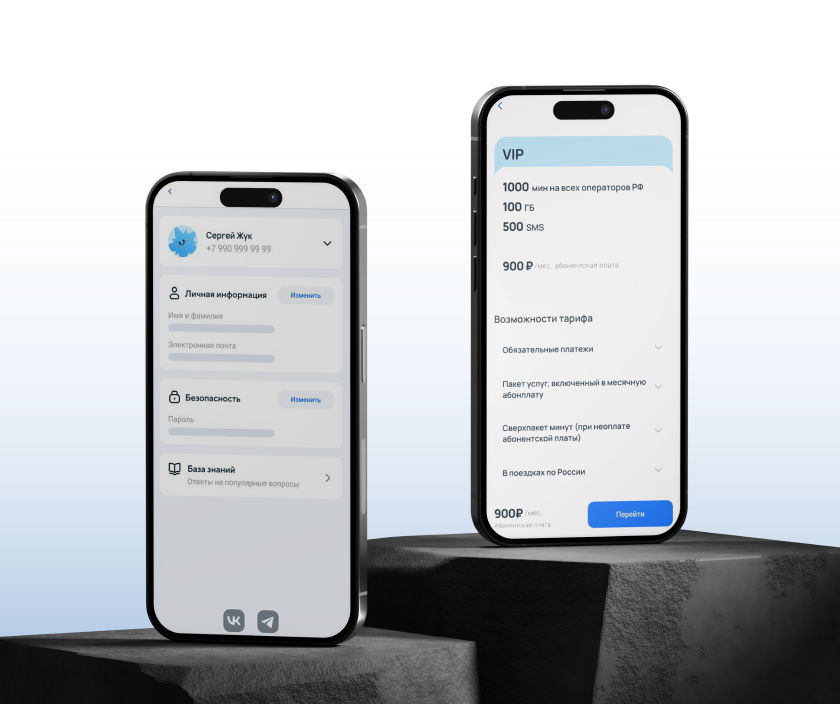 Сергей Жук
+7 990 999 99 99
Личная информация
Изменить
Имя и фамилия
Электронная почта
Безопасность
Изменить
Пароль
База знаний
Ответы на популярные вопросы
VIP
1000 мин на всех операторов РФ
100 ГБ
500 SMS
900 ₽ /мес. абонентская плата
Возможности тарифа
Обязательные платежи
Пакет услуг, включенный в месячную
абонплату
Сверхпакет минут (при неоплате
абонентской платы)
В поездках по России
900₽ /мес.
Абонентская плата
Перейти